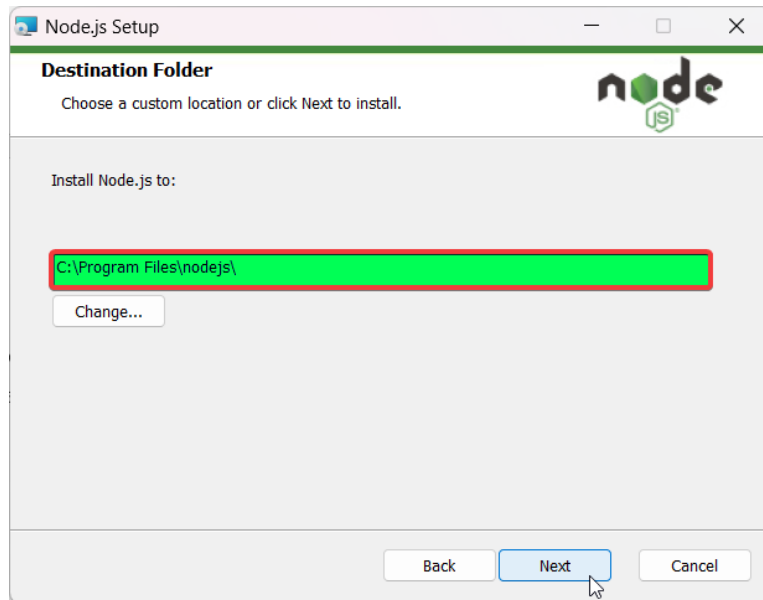 Node.js Setup
Destination Folder
Choose a custom location or click Next to install.
node
JS
Install Node.js to:
C:\Program Files\nodejs\
Change...
Back
Next
Cancel